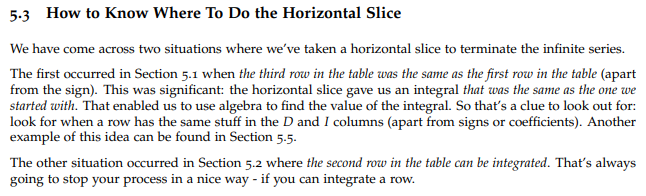 5.3 How to Know Where To Do the Horizontal Slice
We have come across two situations where we've taken a horizontal slice to terminate the infinite series.
The first occurred in Section 5.1 when the third row in the table was the same as the first row in the table (apart
from the sign). This was significant: the horizontal slice gave us an integral that was the same as the one we
started with. That enabled us to use algebra to find the value of the integral. So that's a clue to look out for:
look for when a row has the same stuff in the D and I columns (apart from signs or coefficients). Another
example of this idea can be found in Section 5.5.
The other situation occurred in Section 5.2 where the second row in the table can be integrated. That's always
going to stop your process in a nice way - if you can integrate a row.